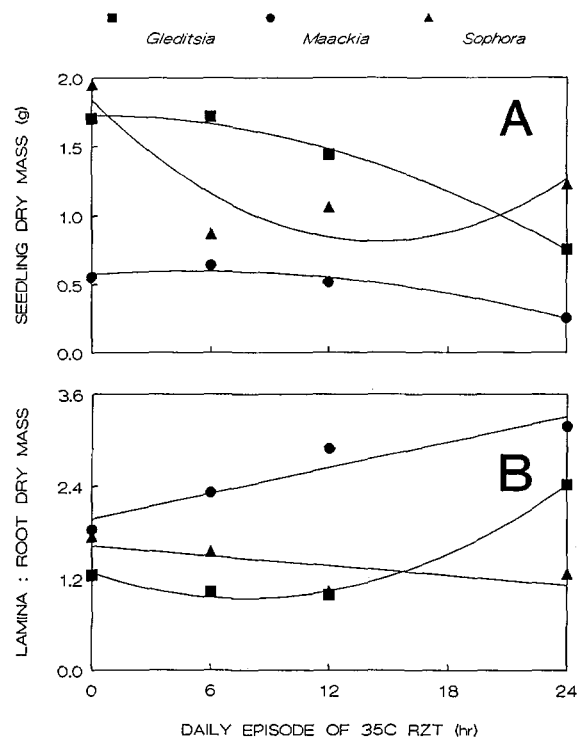 Gleditsia Maackia Sophora
A
SEEDLING DRY MASS (g)
2.0
1.5
1.0
0.5
0.0
B
LAMINA : ROOT DRY MASS
3.6
2.4
1.2
0.0
0 6 12 18 24
DAILY EPISODE OF 35C RZT (hr)